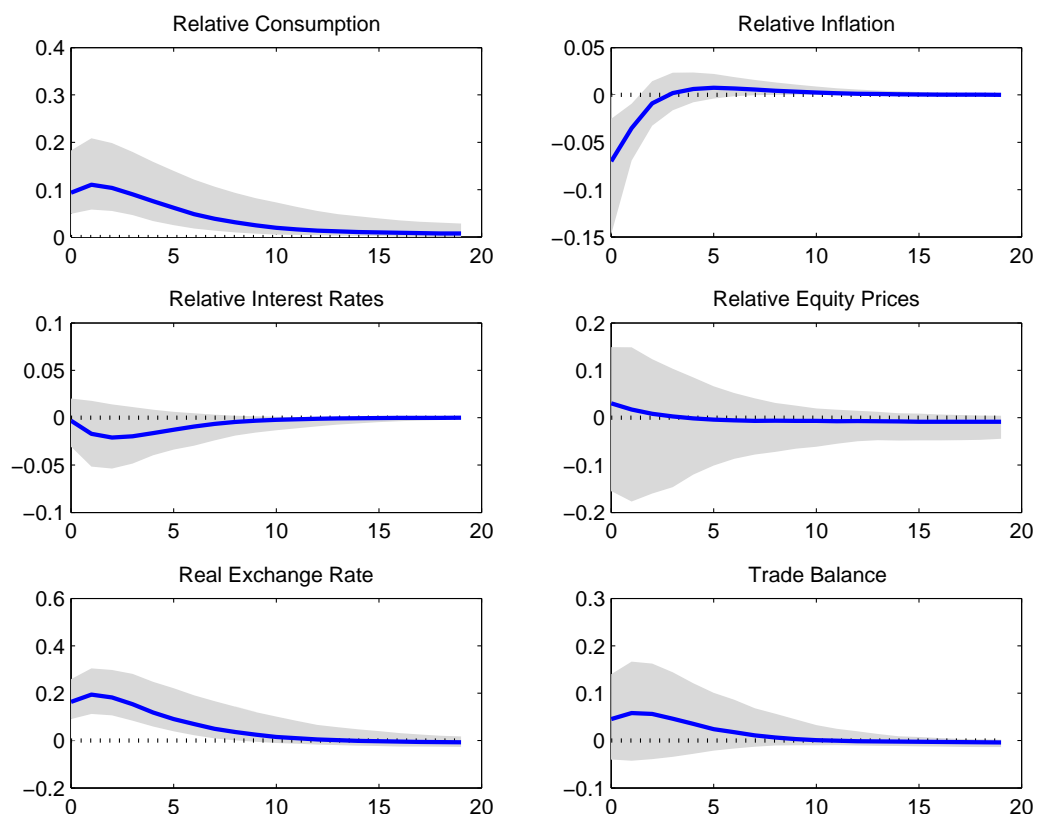 Relative Consumption
0.4
0.3
0.2
0.1
0
0 5 10 15 20
Relative Inflation
0.05
0
−0.05
−0.1
−0.15
0 5 10 15 20
Relative Interest Rates
0.1
0.05
0
−0.05
−0.1
0 5 10 15 20
Relative Equity Prices
0.2
0.1
0
−0.1
−0.2
0 5 10 15 20
Real Exchange Rate
0.6
0.4
0.2
0
−0.2
0 5 10 15 20
Trade Balance
0.3
0.2
0.1
0
−0.1
0 5 10 15 20